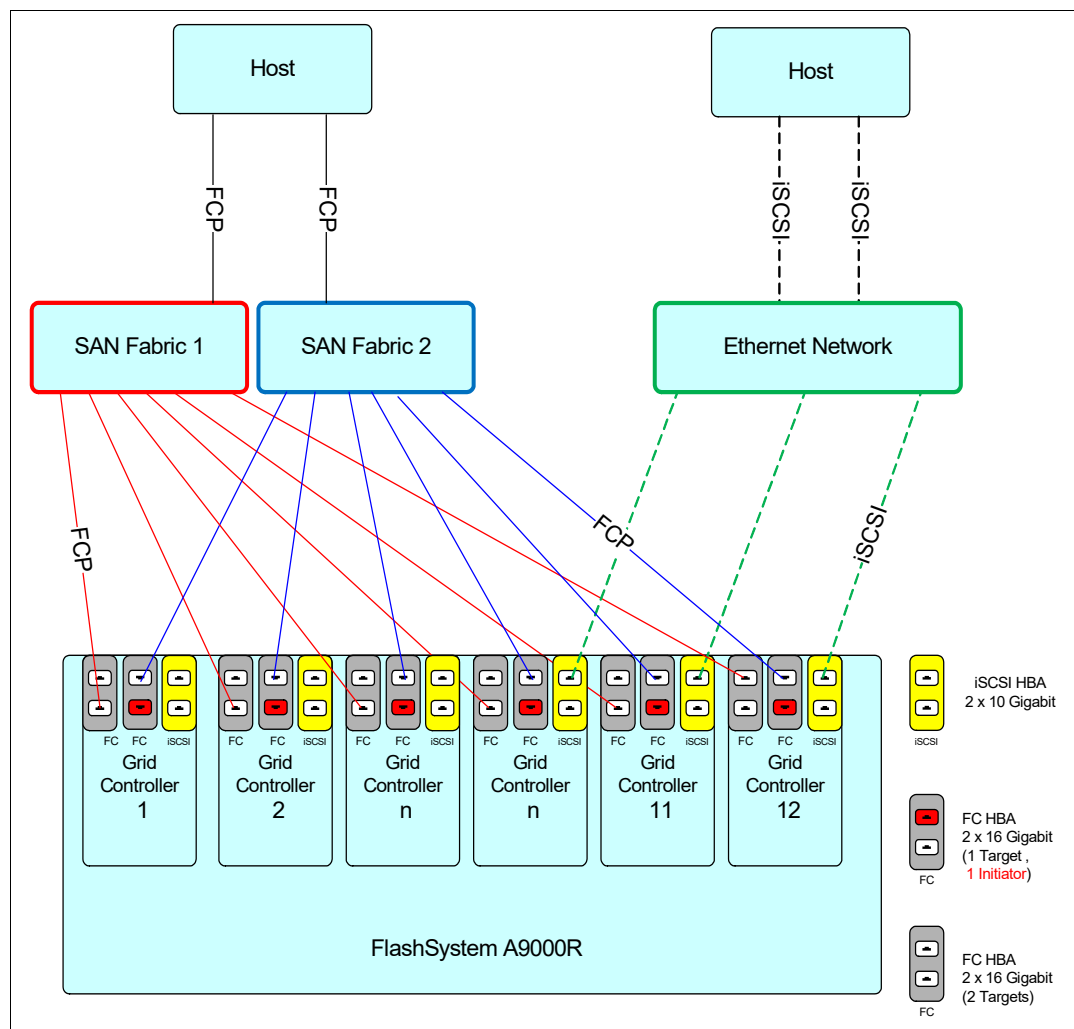 Host
Host
FCP
FCP
iSCSI
iSCSI
SAN Fabric 1
SAN Fabric 2
Ethernet Network
FCP
FCP
iSCSI
FC
FC
iSCSI
Grid
Controller
1
FC
FC
iSCSI
Grid
Controller
2
FC
FC
iSCSI
Grid
Controller
n
FC
FC
iSCSI
Grid
Controller
n
FC
FC
iSCSI
Grid
Controller
11
FC
FC
iSCSI
Grid
Controller
12
FlashSystem A9000R
iSCSI HBA
2 x 10 Gigabit
iSCSI
FC HBA
2 x 16 Gigabit
(1 Target ,
1 Initiator)
FC
FC HBA
2 x 16 Gigabit
(2 Targets)
FC